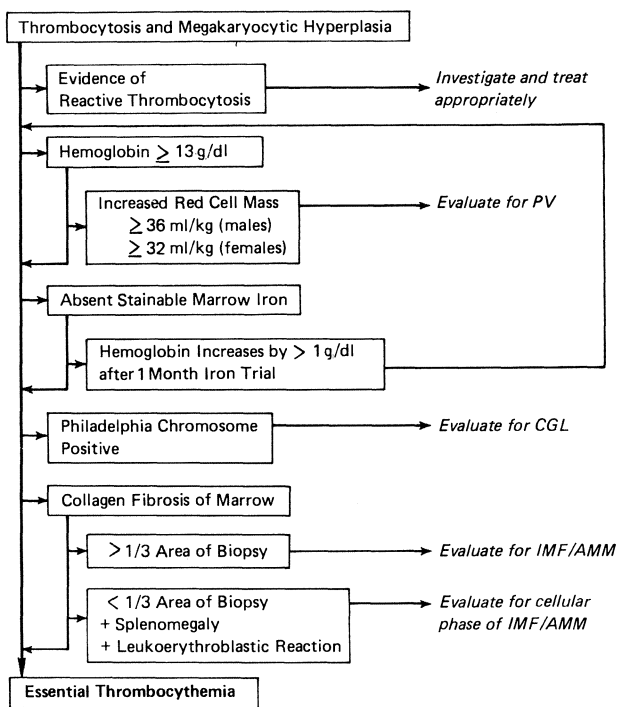 Thrombocytosis and Megakaryocytic Hyperplasia
Evidence of
Reactive Thrombocytosis
Investigate and treat
appropriately
Hemoglobin ≥ 13 g/dl
Increased Red Cell Mass
≥ 36 ml/kg (males)
≥ 32 ml/kg (females)
Evaluate for PV
Absent Stainable Marrow Iron
Hemoglobin Increases by > 1 g/dl
after 1 Month Iron Trial
Philadelphia Chromosome
Positive
Evaluate for CGL
Collagen Fibrosis of Marrow
> 1/3 Area of Biopsy
Evaluate for IMF/AMM
< 1/3 Area of Biopsy
+ Splenomegaly
+ Leukoerythroblastic Reaction
Evaluate for cellular
phase of IMF/AMM
Essential Thrombocythemia